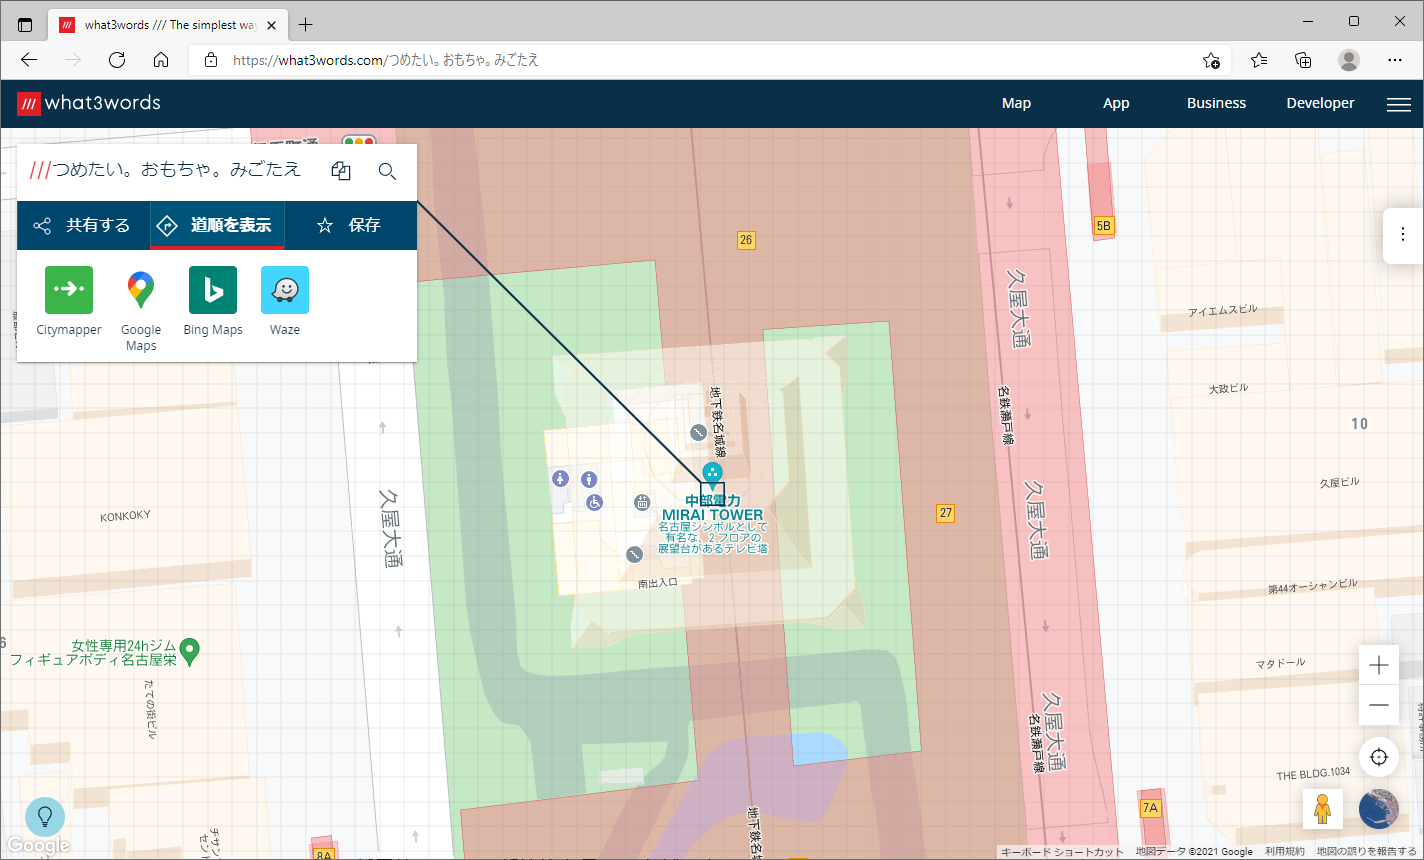 what3words /// The simplest way
https://what3words.com/つめたい。おもちゃ。みごたえ
/// what3words
Map
App
Business
Developer
///つめたい。おもちゃ。みごたえ
共有する
道順を表示
保存
Citymapper
Google
Maps
Bing Maps
Waze
26
5B
久屋大通
アイエムスビル
大政ビル
地下鉄名城線
名鉄瀬戸線
10
久屋ビル
中部電力
MIRAI TOWER
名古屋シンボルとして
有名な、2 フロアの
展望台があるテレビ塔
27
久屋大通
久屋大通
KONKOKY
南出入口
第44オーシャンビル
6
女性専用24hジム
フィギュアボディ名古屋栄
たての街ビル
マタドール
久屋大通
名鉄瀬戸線
THE BLDG.1034
7A
8A
地下鉄名城線
チサン
セント
Google
キーボード ショートカット
地図データ ©2021 Google
利用規約
地図の誤りを報告する